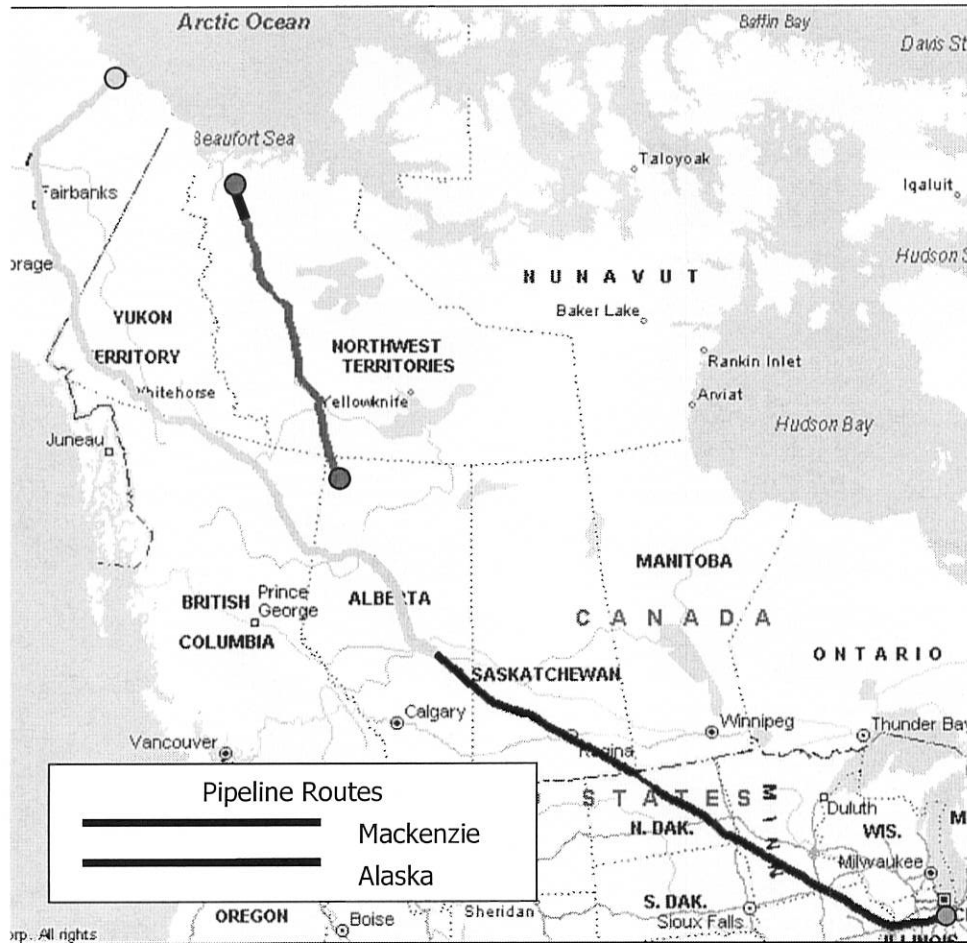 Arctic Ocean
Baffin Bay
Davis St
Beaufort Sea
Taloyoak
Iqaluit
Fairbanks
Hudson S
orage
NUNAVUT
YUKON
Baker Lake
NORTHWEST
TERRITORIES
ERRITORY
Rankin Inlet
Whitehorse
Yellowknife
Arviat
Hudson Bay
Juneau
MANITOBA
BRITISH
COLUMBIA
Prince
George
ALBERTA
CANADA
ONTARIO
SASKATCHEWAN
Calgary
Winnipeg
Thunder Bay
Vancouver
Regina
Pipeline Routes
Mackenzie
Alaska
STATES
MINN.
Duluth
N. DAK.
WIS.
M
Milwaukee
S. DAK.
Sioux Falls
Sheridan
OREGON
Boise
ILLINOIS
orp. All rights